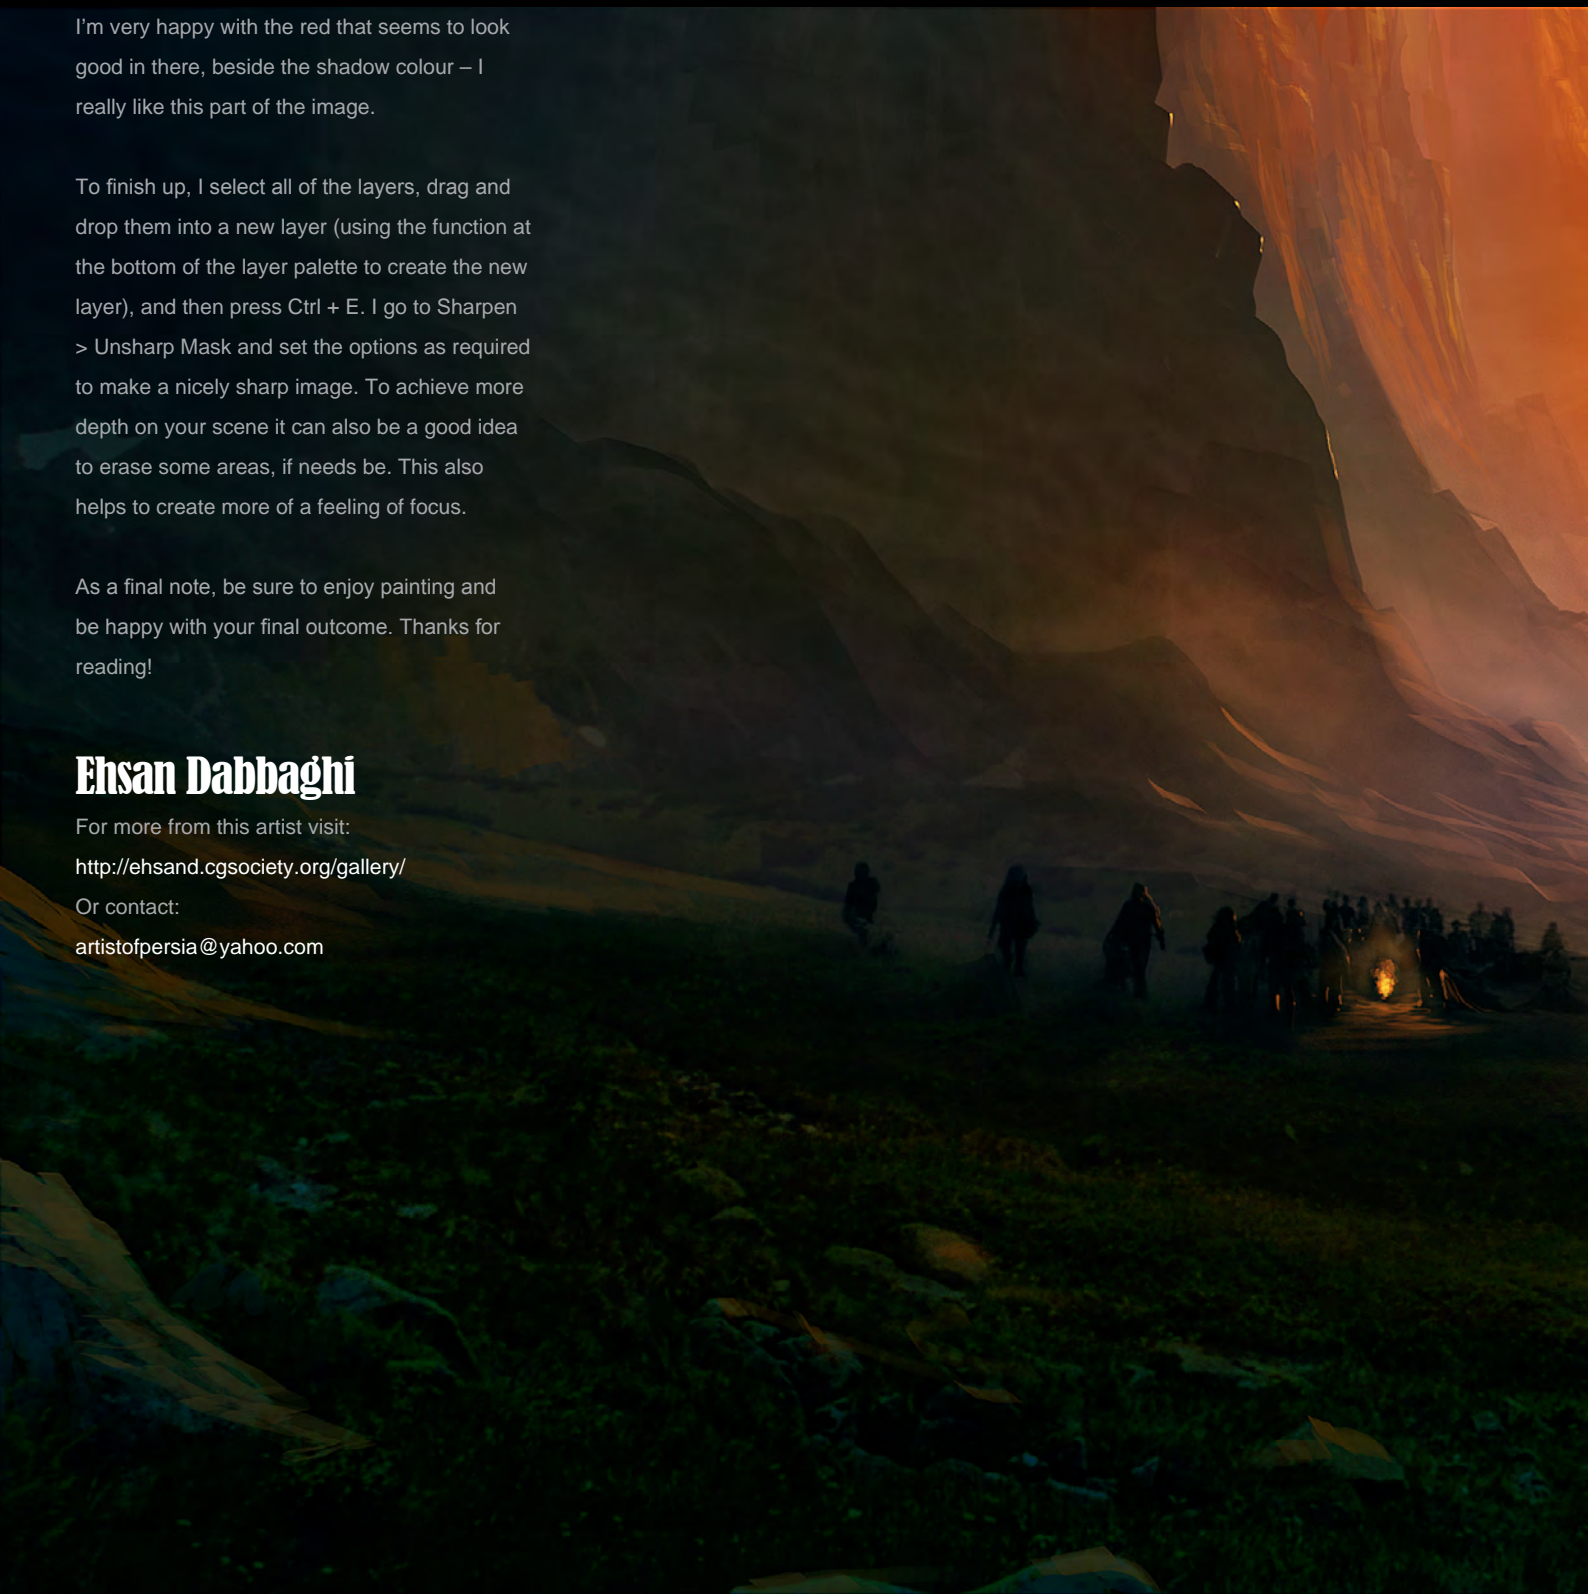 I’m very happy with the red that seems to look
good in there, beside the shadow colour – I
really like this part of the image.
To finish up, I select all of the layers, drag and
drop them into a new layer (using the function at
the bottom of the layer palette to create the new
layer), and then press Ctrl + E. I go to Sharpen
> Unsharp Mask and set the options as required
to make a nicely sharp image. To achieve more
depth on your scene it can also be a good idea
to erase some areas, if needs be. This also
helps to create more of a feeling of focus.
As a final note, be sure to enjoy painting and
be happy with your final outcome. Thanks for
reading!
Ehsan Dabbaghi
For more from this artist visit:
http://ehsand.cgsociety.org/gallery/
Or contact:
artistofpersia@yahoo.com